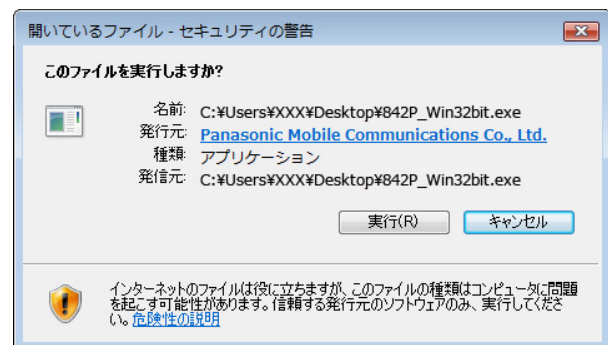 開いているファイル - セキュリティの警告
このファイルを実行しますか?
名前: C:¥Users¥XXX¥Desktop¥842P_Win32bit.exe
発行元: Panasonic Mobile Communications Co., Ltd.
種類: アプリケーション
発信元: C:¥Users¥XXX¥Desktop¥842P_Win32bit.exe
実行(R) キャンセル
インターネットのファイルは役に立ちますが、このファイルの種類はコンピュータに問題
を起こす可能性があります。信頼する発行元のソフトウェアのみ、実行してくださ
い。危険性の説明